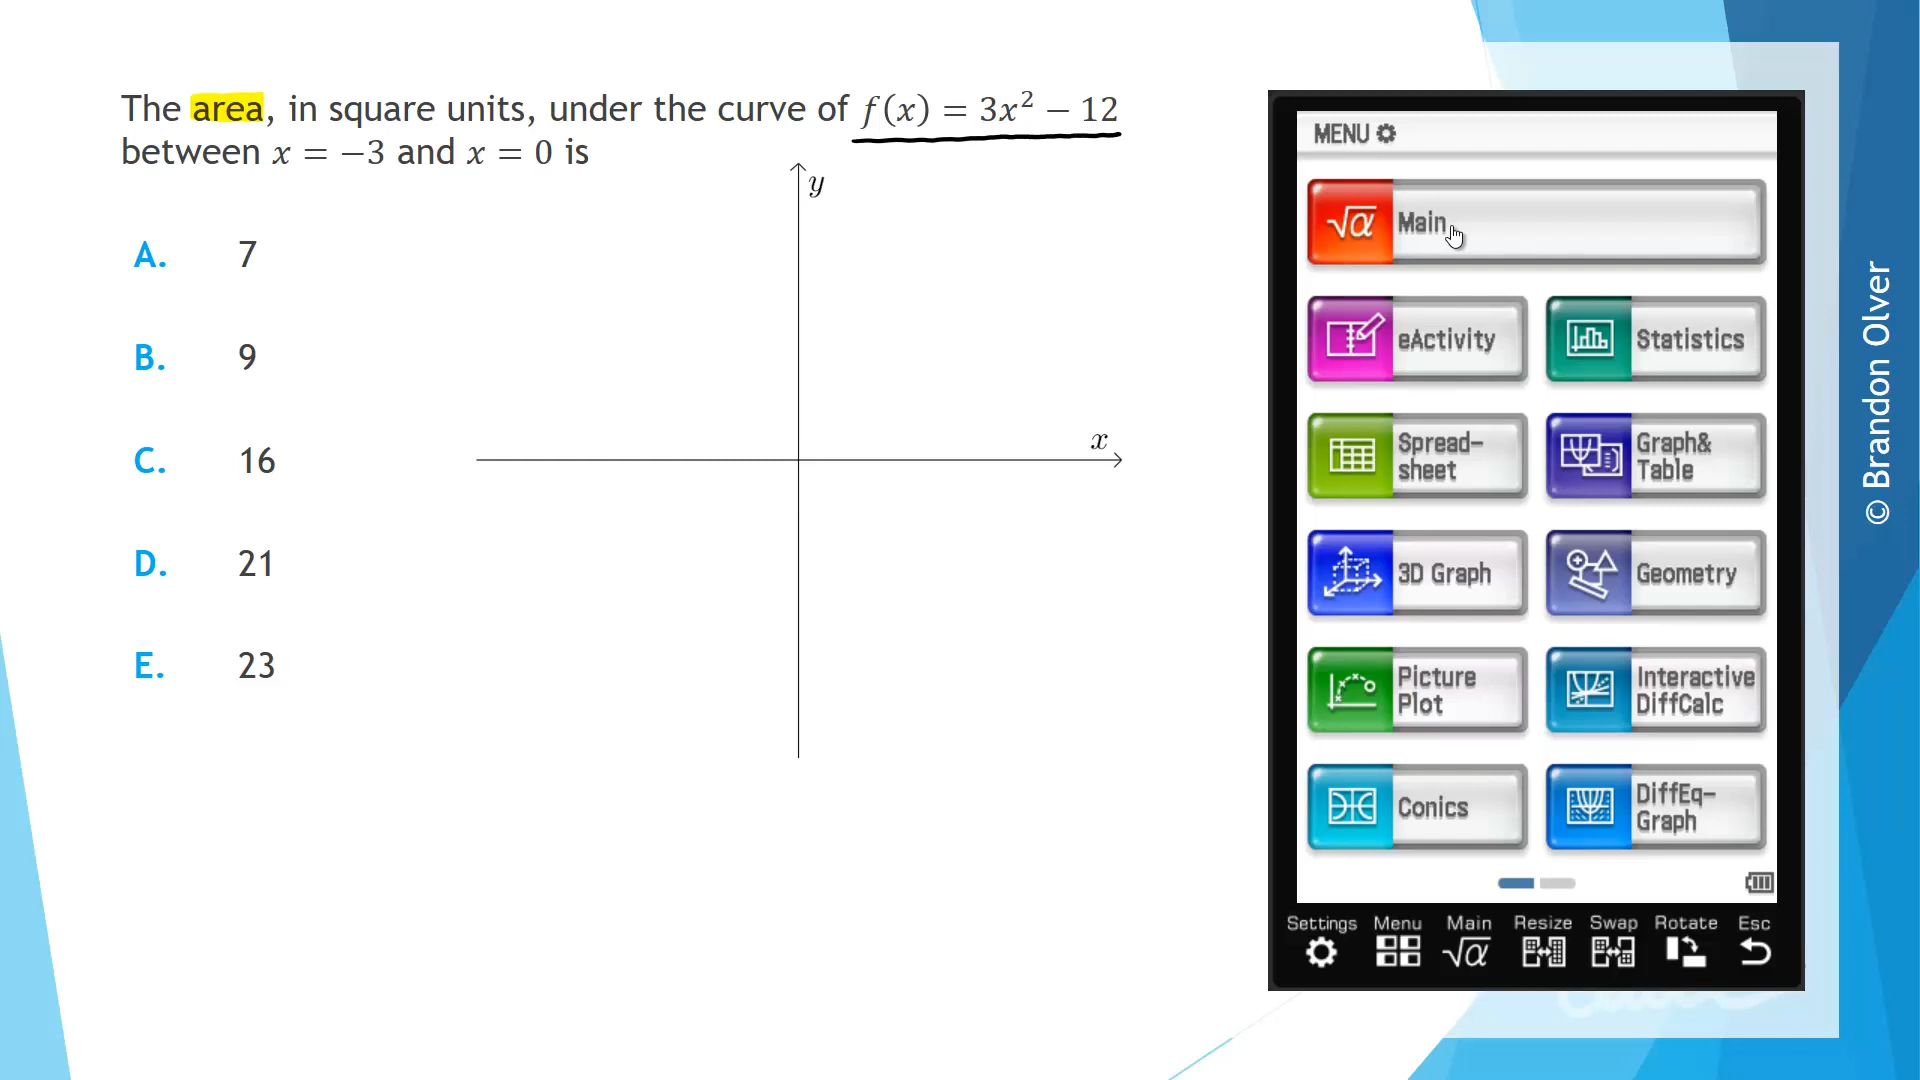 The area, in square units, under the curve of f(x) = 3x² − 12
between x = −3 and x = 0 is
A. 7
B. 9
C. 16
D. 21
E. 23
y
x
MENU
√α Main
eActivity
Statistics
Spread-
sheet
Graph&
Table
3D Graph
Geometry
Picture
Plot
Interactive
DiffCalc
Conics
DiffEq-
Graph
Settings Menu Main Resize Swap Rotate Esc
√α
© Brandon Olver